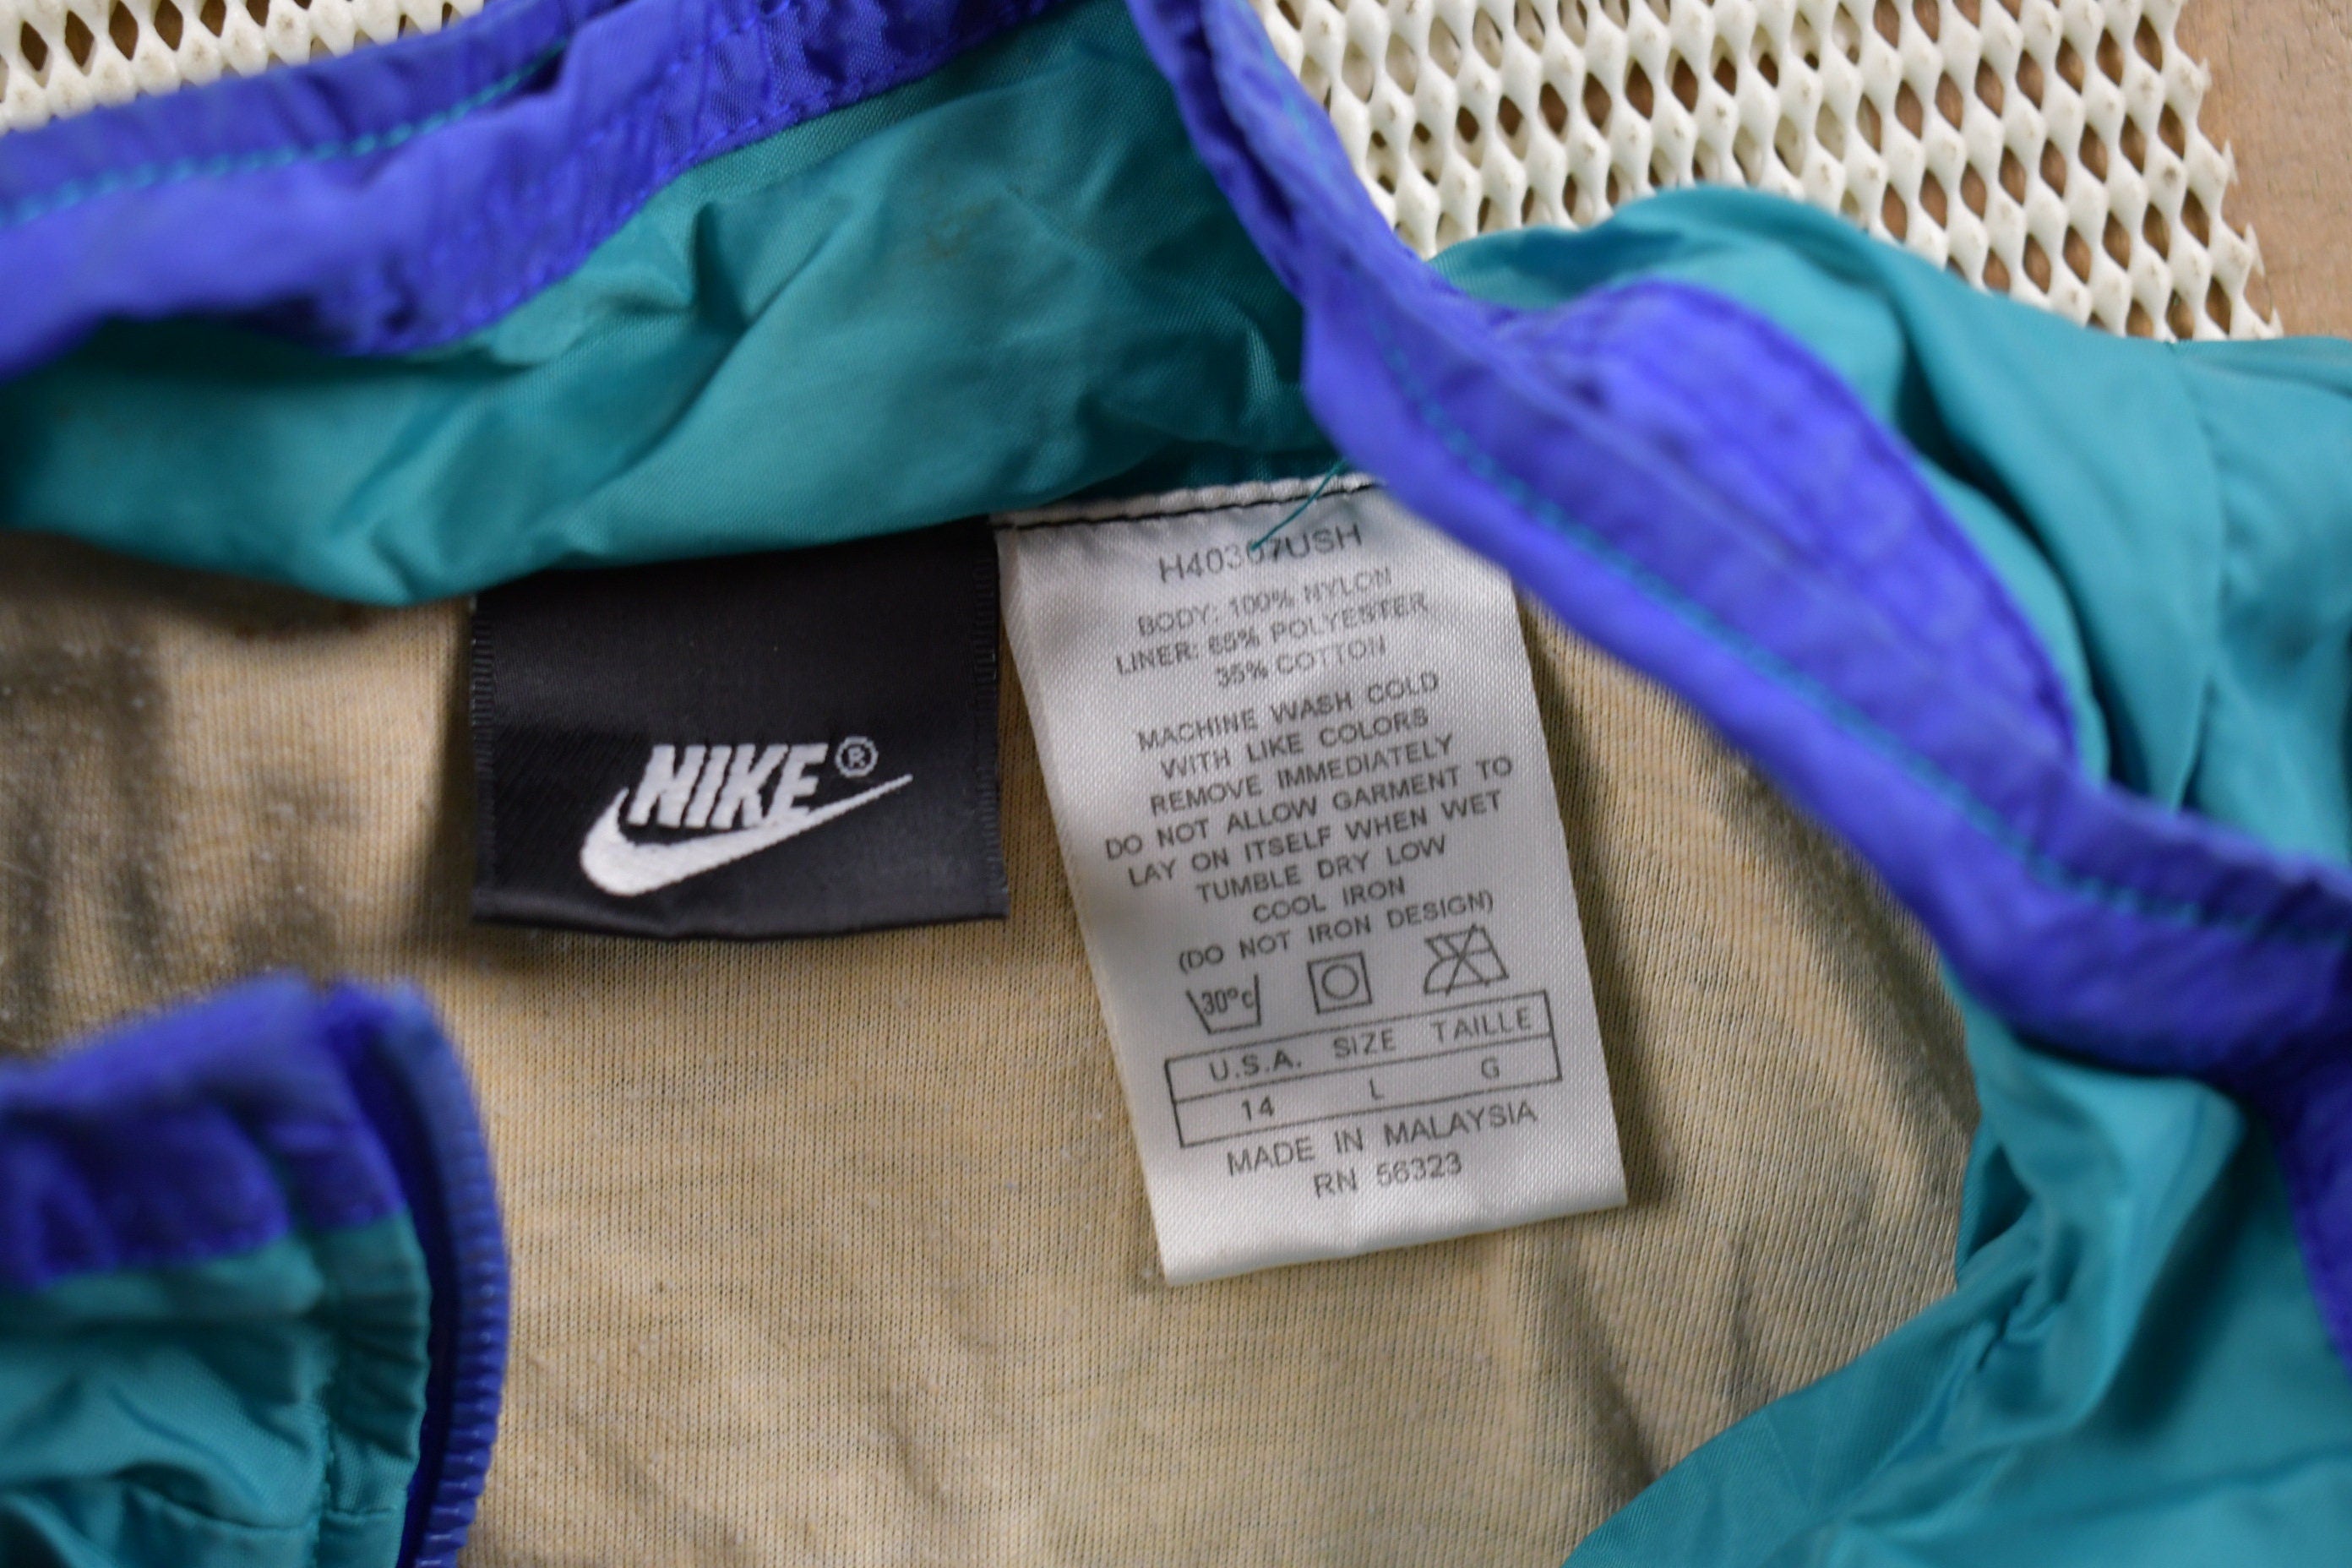 NIKE®
H40307USH
BODY: 100% NYLON
LINER: 65% POLYESTER
35% COTTON
MACHINE WASH COLD
WITH LIKE COLORS
REMOVE IMMEDIATELY
DO NOT ALLOW GARMENT TO
LAY ON ITSELF WHEN WET
TUMBLE DRY LOW
COOL IRON
(DO NOT IRON DESIGN)
30°c
U.S.A. SIZE TAILLE
14 L G
MADE IN MALAYSIA
RN 56323